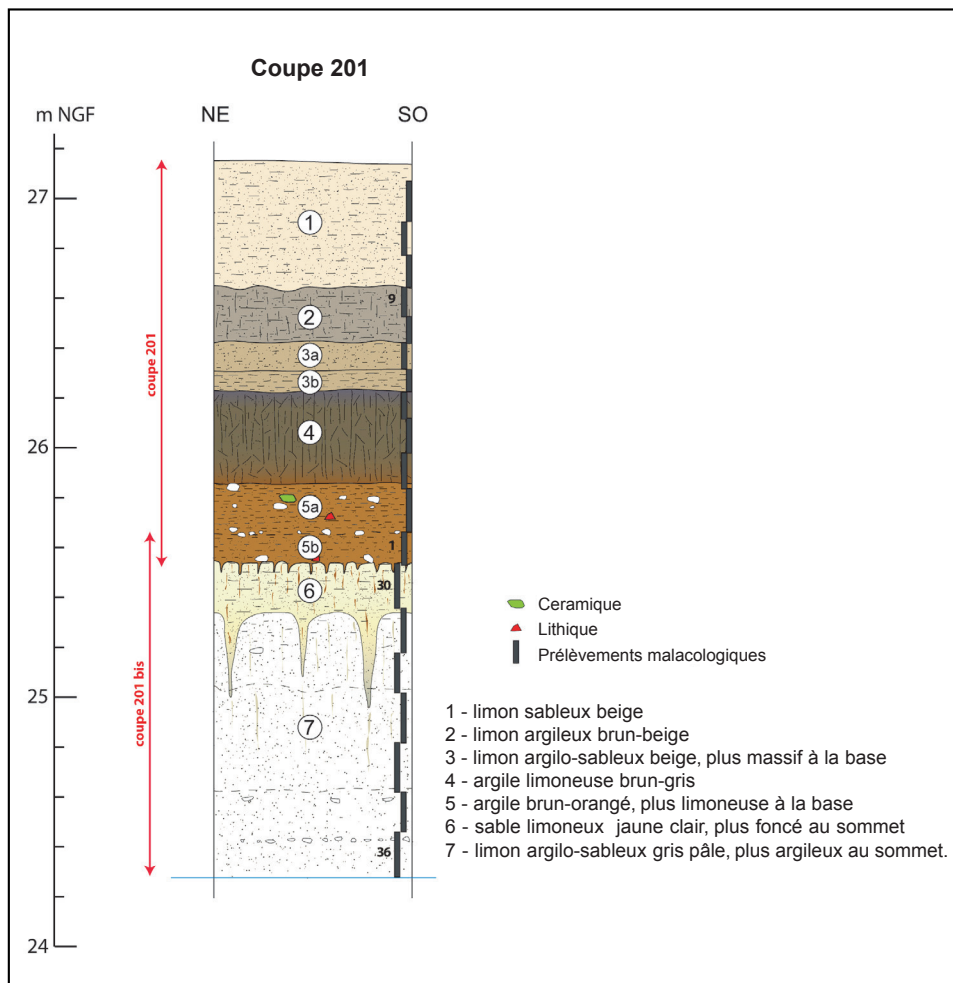 Coupe 201
m NGF
NE
SO
27
26
25
24
coupe 201
coupe 201 bis
1
2
3a
3b
4
5a
5b
6
7
9
1
30
36
Ceramique
Lithique
Prélèvements malacologiques
1 - limon sableux beige
2 - limon argileux brun-beige
3 - limon argilo-sableux beige, plus massif à la base
4 - argile limoneuse brun-gris
5 - argile brun-orangé, plus limoneuse à la base
6 - sable limoneux jaune clair, plus foncé au sommet
7 - limon argilo-sableux gris pâle, plus argileux au sommet.